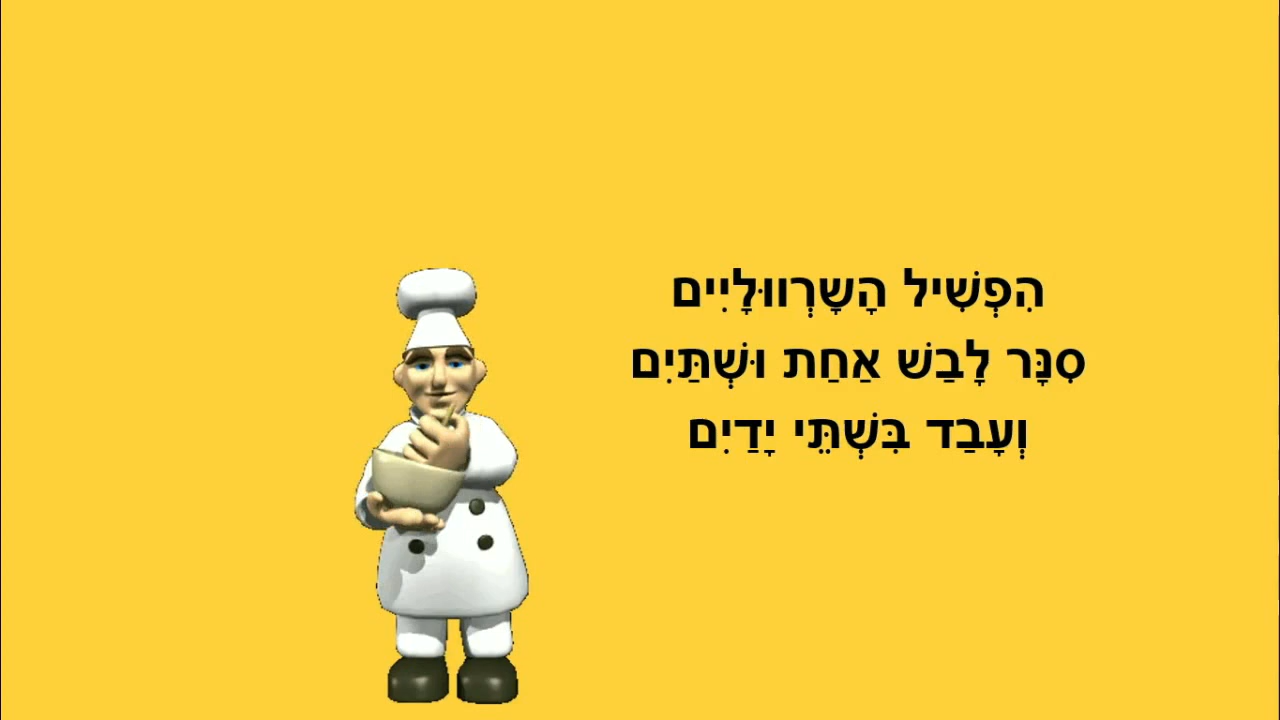 הִפְשִׁיל הָשָרְווּלָיִים
סִנָּר לָבַשׁ אַחַת וּשְׁתַּיִם
וְעָבַד בִּשְׁתֵּי יָדַיִם